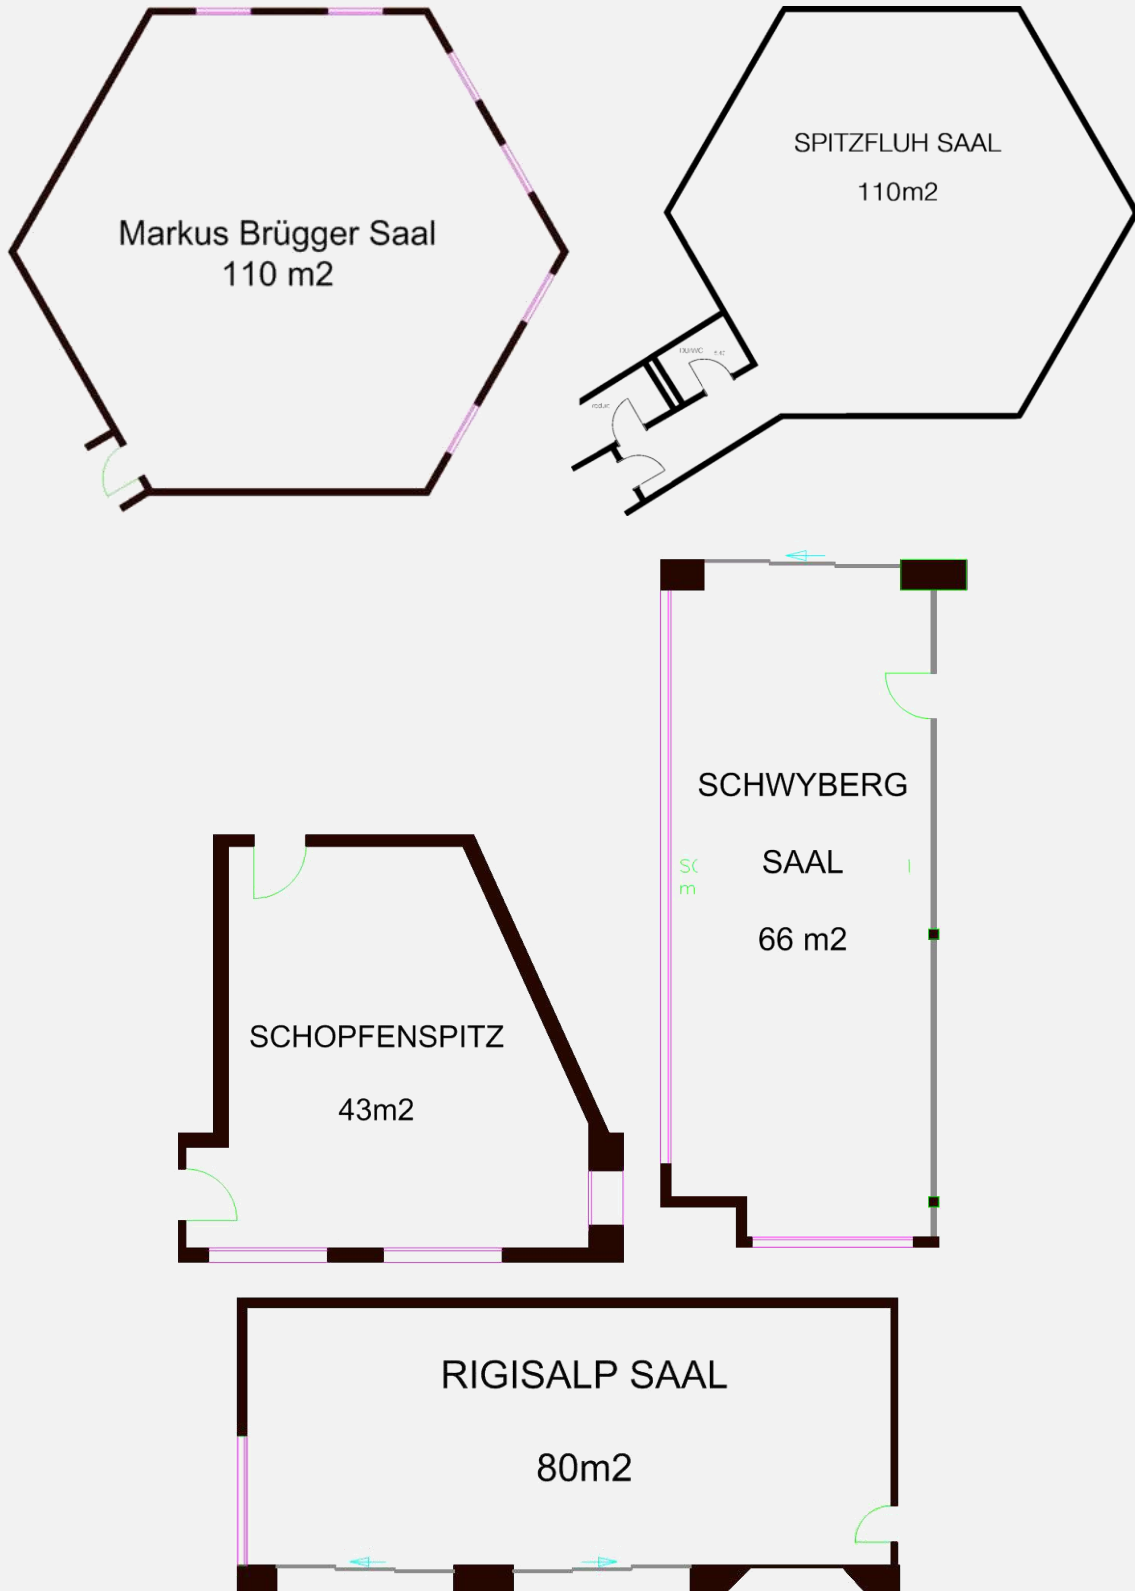 Markus Brügger Saal
110 m2
SPITZFLUH SAAL
110m2
SCHWYBERG
SAAL
66 m2
SCHOPFENSPITZ
43m2
RIGISALP SAAL
80m2